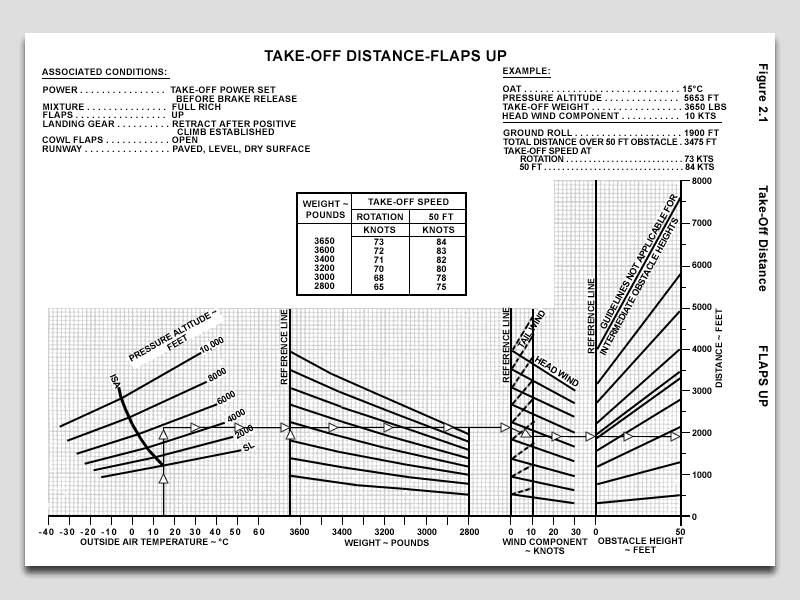 TAKE-OFF DISTANCE-FLAPS UP
ASSOCIATED CONDITIONS:
POWER . . . . . . . . . . . . . . . . TAKE-OFF POWER SET
BEFORE BRAKE RELEASE
MIXTURE . . . . . . . . . . . . . . . FULL RICH
FLAPS . . . . . . . . . . . . . . . . . UP
LANDING GEAR . . . . . . . . . . RETRACT AFTER POSITIVE
CLIMB ESTABLISHED
COWL FLAPS . . . . . . . . . . . OPEN
RUNWAY . . . . . . . . . . . . . . . PAVED, LEVEL, DRY SURFACE
EXAMPLE:
OAT . . . . . . . . . . . . . . . . . . . . . . . . . . . . 15°C
PRESSURE ALTITUDE . . . . . . . . . . . . . 5653 FT
TAKE-OFF WEIGHT . . . . . . . . . . . . . . . 3650 LBS
HEAD WIND COMPONENT . . . . . . . . . . 10 KTS
GROUND ROLL . . . . . . . . . . . . . . . . . . 1900 FT
TOTAL DISTANCE OVER 50 FT OBSTACLE . 3475 FT
TAKE-OFF SPEED AT
ROTATION . . . . . . . . . . . . . . . . . . . . 73 KTS
50 FT . . . . . . . . . . . . . . . . . . . . . . . . 84 KTS
Figure 2.1 Take-Off Distance FLAPS UP
WEIGHT ~ POUNDS TAKE-OFF SPEED
ROTATION 50 FT
KNOTS KNOTS
3650 73 84
3600 72 83
3400 71 82
3200 70 80
3000 68 78
2800 65 75
PRESSURE ALTITUDE ~
FEET
ISA
10,000
8000
6000
4000
2000
SL
REFERENCE LINE
REFERENCE LINE
TAIL WIND
HEAD WIND
REFERENCE LINE
GUIDELINES NOT APPLICABLE FOR
INTERMEDIATE OBSTACLE HEIGHTS
8000
7000
6000
5000
4000
3000
2000
1000
0
DISTANCE ~ FEET
-40 -30 -20 -10 0 10 20 30 40 50 60 3600 3400 3200 3000 2800 0 10 20 30 0 50
OUTSIDE AIR TEMPERATURE ~ °C
WEIGHT ~ POUNDS
WIND COMPONENT
~ KNOTS
OBSTACLE HEIGHT
~ FEET